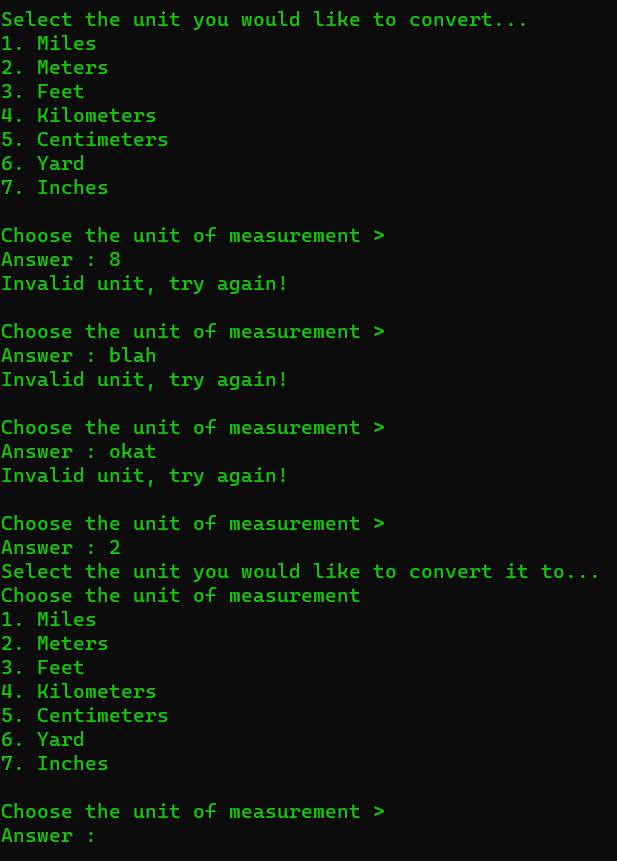 Select the unit you would like to convert...
1. Miles
2. Meters
3. Feet
4. Kilometers
5. Centimeters
6. Yard
7. Inches

Choose the unit of measurement >
Answer : 8
Invalid unit, try again!

Choose the unit of measurement >
Answer : blah
Invalid unit, try again!

Choose the unit of measurement >
Answer : okat
Invalid unit, try again!

Choose the unit of measurement >
Answer : 2
Select the unit you would like to convert it to...
Choose the unit of measurement
1. Miles
2. Meters
3. Feet
4. Kilometers
5. Centimeters
6. Yard
7. Inches

Choose the unit of measurement >
Answer :